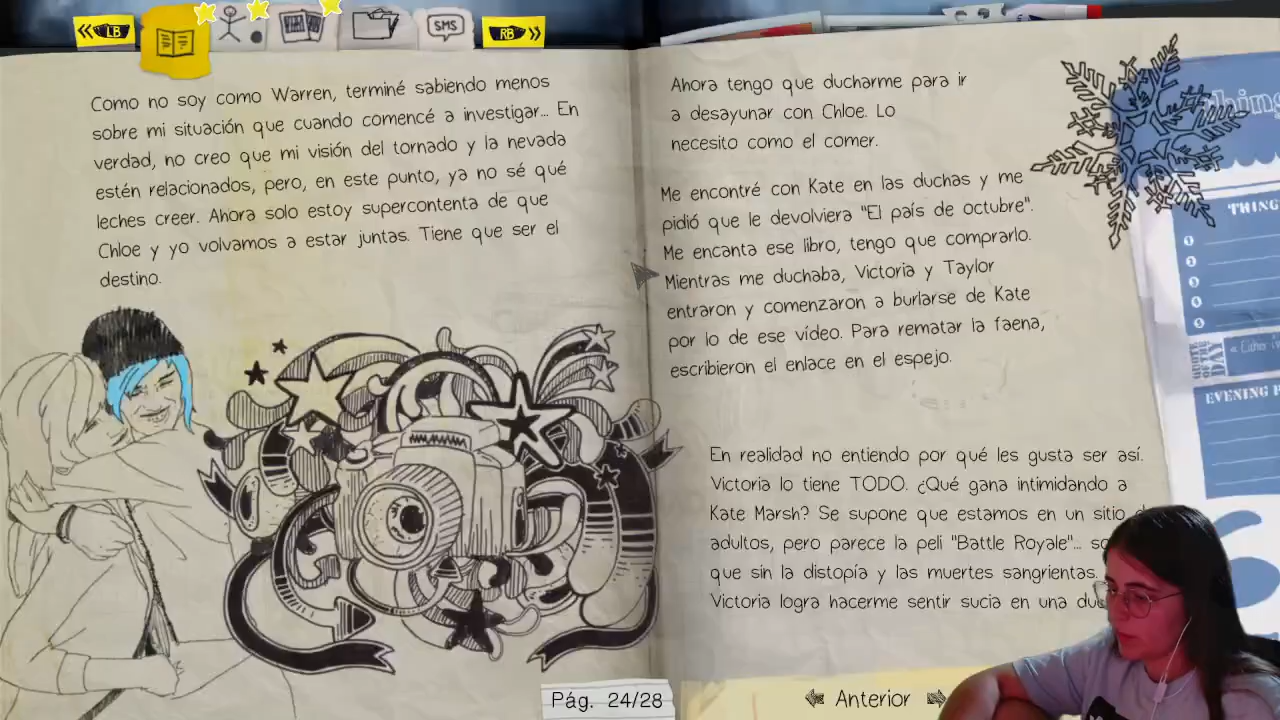 LB
SMS
RB
Como no soy como Warren, terminé sabiendo menos
sobre mi situación que cuando comencé a investigar... En
verdad, no creo que mi visión del tornado y la nevada
estén relacionados, pero, en este punto, ya no sé qué
leches creer. Ahora solo estoy supercontenta de que
Chloe y yo volvamos a estar juntas. Tiene que ser el
destino.
Ahora tengo que ducharme para ir
a desayunar con Chloe. Lo
necesito como el comer.
Me encontré con Kate en las duchas y me
pidió que le devolviera "El país de octubre".
Me encanta ese libro, tengo que comprarlo.
Mientras me duchaba, Victoria y Taylor
entraron y comenzaron a burlarse de Kate
por lo de ese vídeo. Para rematar la faena,
escribieron el enlace en el espejo.
En realidad no entiendo por qué les gusta ser así.
Victoria lo tiene TODO. ¿Qué gana intimidando a
Kate Marsh? Se supone que estamos en un sitio
adultos, pero parece la peli "Battle Royale"...
que sin la distopía y las muertes sangrientas.
Victoria logra hacerme sentir sucia en una
THING
1
2
3
4
5
EVENING
6
Pág. 24/28
Anterior